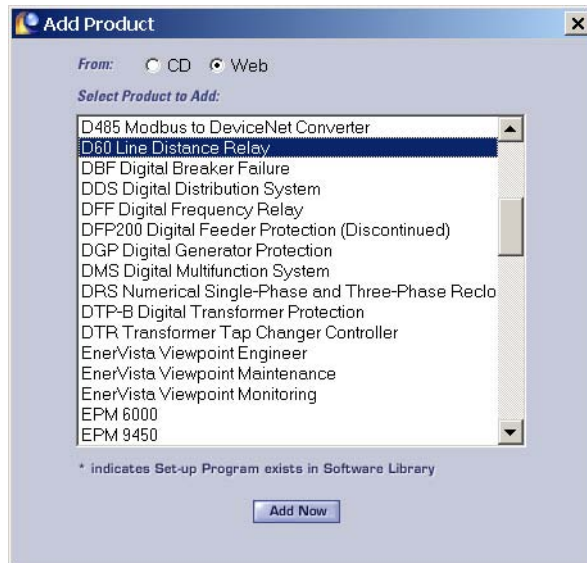 Add Product
From: CD Web
Select Product to Add:
D485 Modbus to DeviceNet Converter
D60 Line Distance Relay
DBF Digital Breaker Failure
DDS Digital Distribution System
DFF Digital Frequency Relay
DFP200 Digital Feeder Protection (Discontinued)
DGP Digital Generator Protection
DMS Digital Multifunction System
DRS Numerical Single-Phase and Three-Phase Reclo
DTP-B Digital Transformer Protection
DTR Transformer Tap Changer Controller
EnerVista Viewpoint Engineer
EnerVista Viewpoint Maintenance
EnerVista Viewpoint Monitoring
EPM 6000
EPM 9450
* indicates Set-up Program exists in Software Library
Add Now